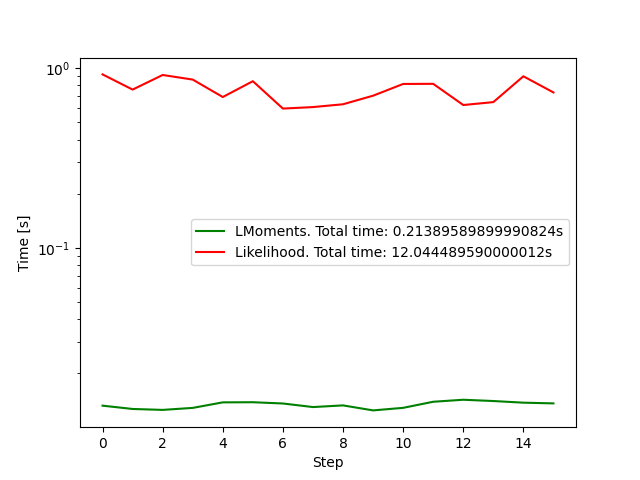 10⁰
10⁻¹
Time [s]
LMoments. Total time: 0.21389589899990824s
Likelihood. Total time: 12.044489590000012s
0 2 4 6 8 10 12 14
Step